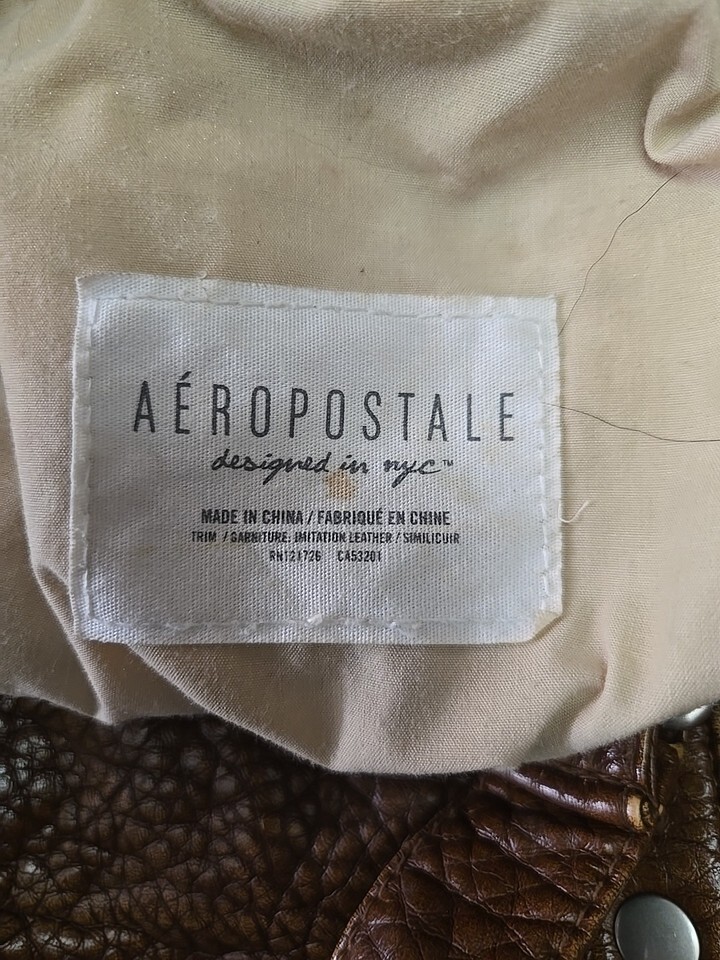 AÉROPOSTALE
designed in nyc™
MADE IN CHINA / FABRIQUÉ EN CHINE
TRIM / GARNITURE: IMITATION LEATHER / SIMILICUIR
RN121726 CA53201